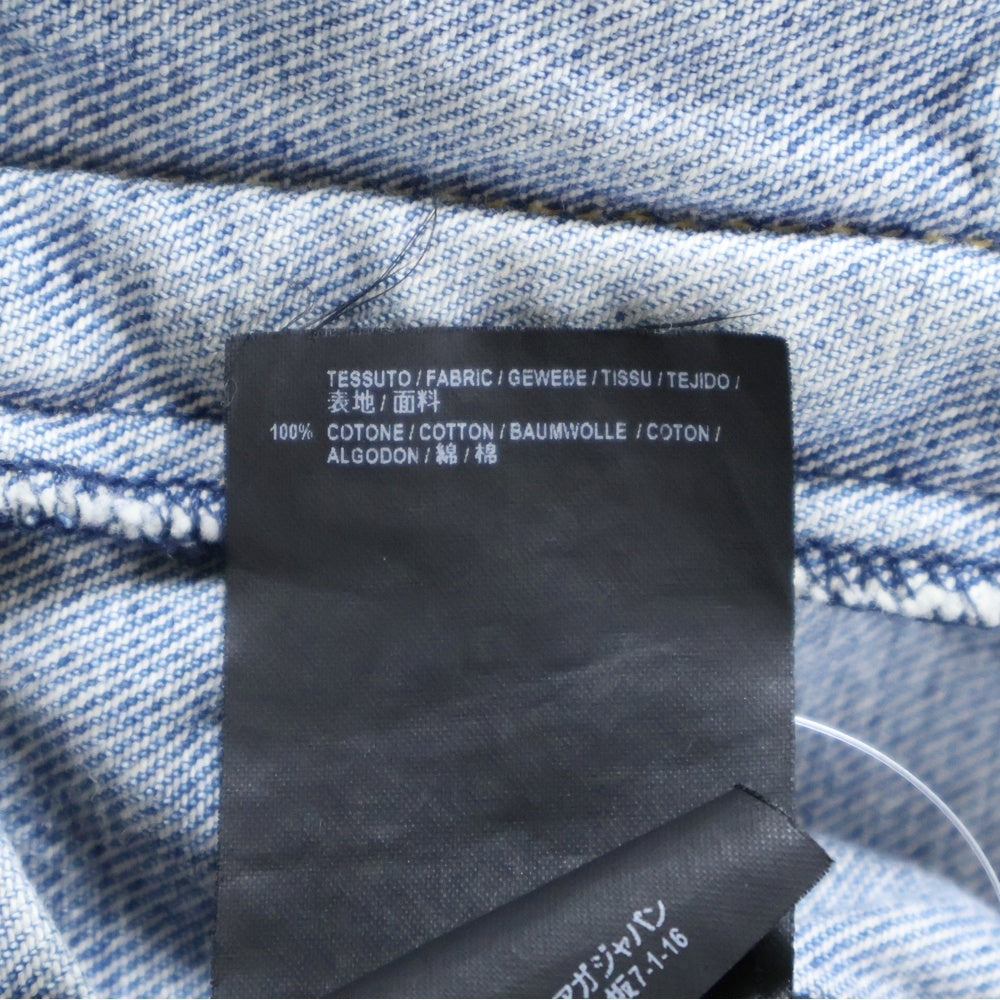 TESSUTO / FABRIC / GEWEBE / TISSU / TEJIDO /
表地 / 面料
100% COTONE / COTTON / BAUMWOLLE / COTON /
ALGODON / 綿 / 棉
アガジャパン
阪7-1-16